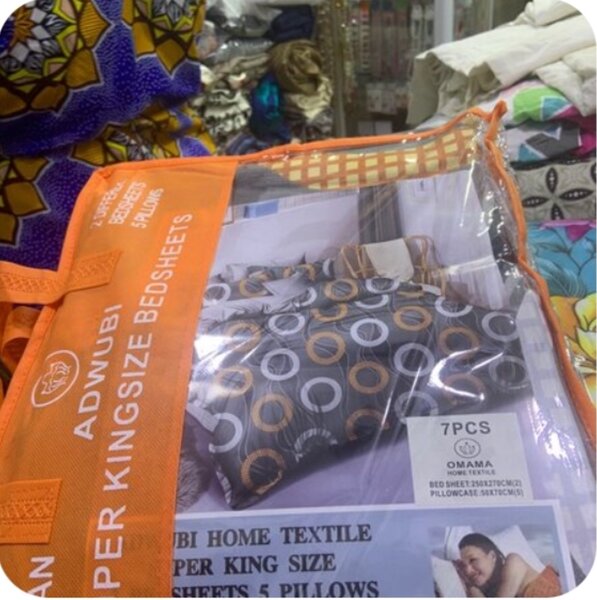 2 DIFFERENT
BEDSHEETS
5 PILLOWS
ADWUBI
PER KINGSIZE BEDSHEETS
AN
7PCS
OMAMA
HOME TEXTILE
BED SHEET:250X270CM(2)
PILLOWCASE:50X70CM(5)
WUBI HOME TEXTILE
PER KING SIZE
SHEETS 5 PILLOWS